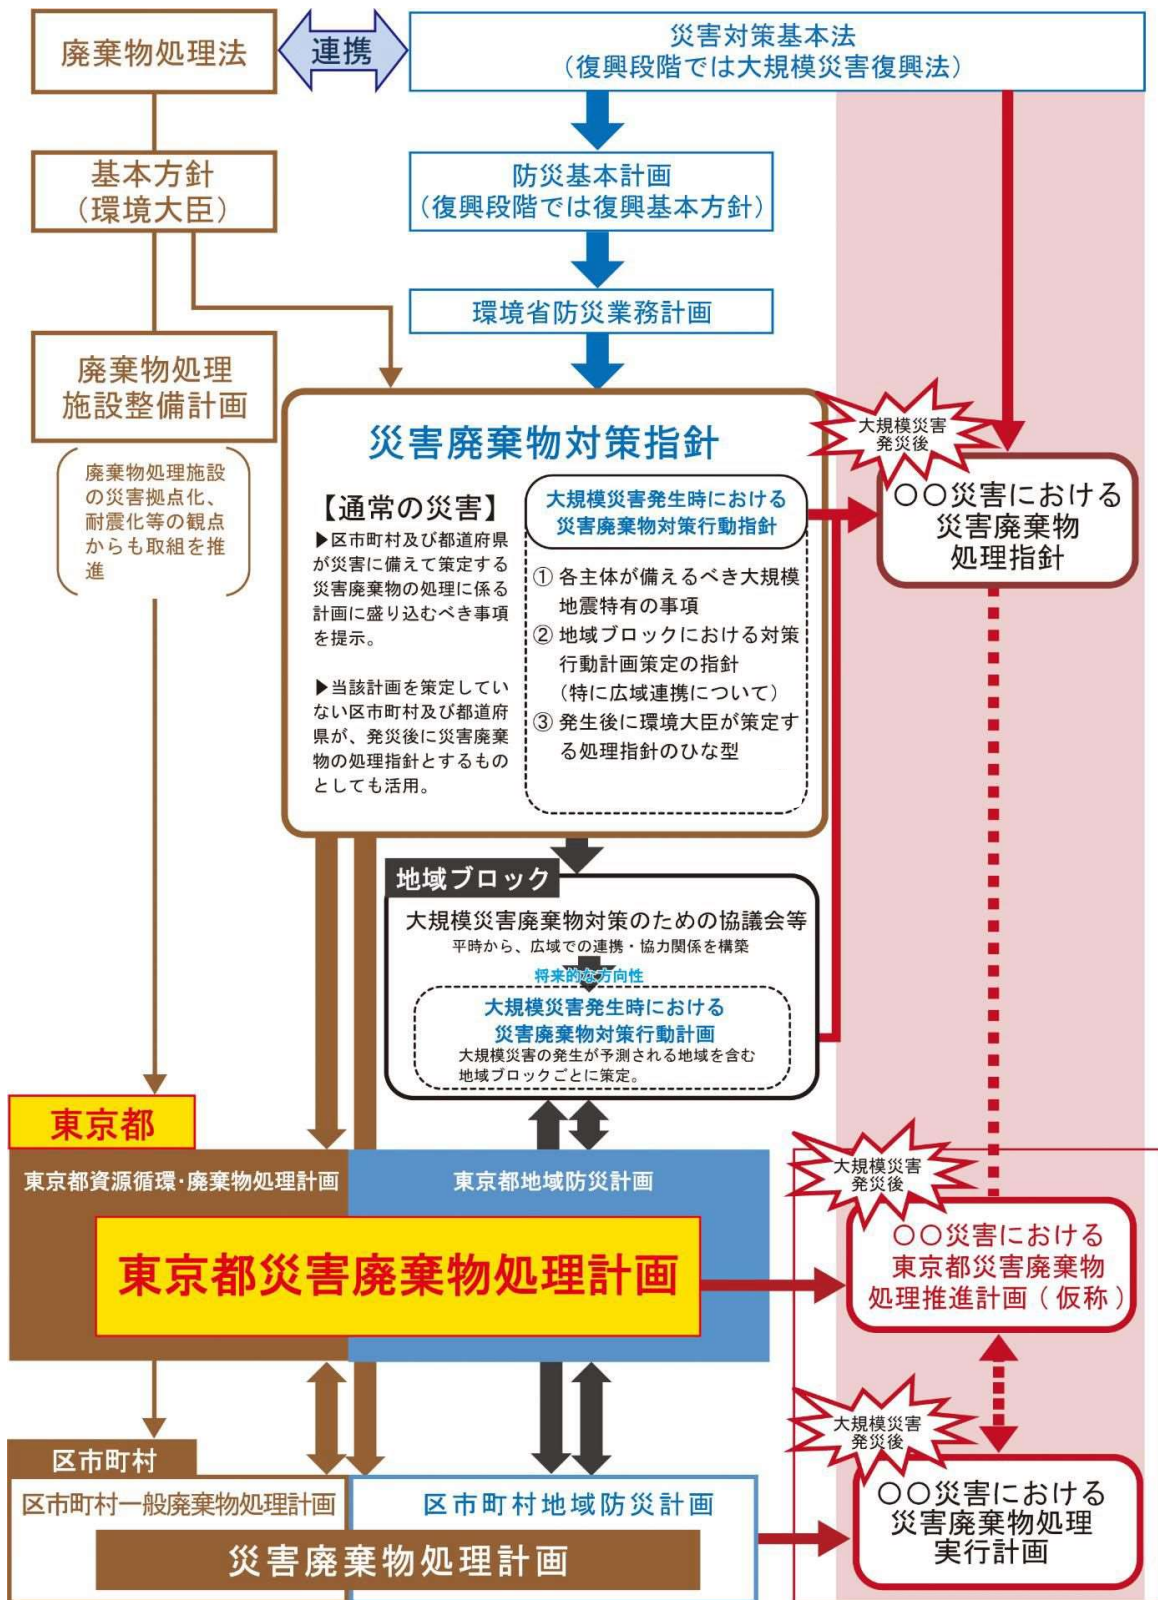 廃棄物処理法
連携
災害対策基本法
（復興段階では大規模災害復興法）
基本方針
（環境大臣）
防災基本計画
（復興段階では復興基本方針）
環境省防災業務計画
廃棄物処理
施設整備計画
廃棄物処理施設
の災害拠点化、
耐震化等の観点
からも取組を推
進
災害廃棄物対策指針
【通常の災害】
▶区市町村及び都道府県
が災害に備えて策定する
災害廃棄物の処理に係る
計画に盛り込むべき事項
を提示。
▶当該計画を策定してい
ない区市町村及び都道府
県が、発災後に災害廃棄
物の処理指針とするもの
としても活用。
大規模災害発生時における
災害廃棄物対策行動指針
① 各主体が備えるべき大規模
地震特有の事項
② 地域ブロックにおける対策
行動計画策定の指針
（特に広域連携について）
③ 発生後に環境大臣が策定す
る処理指針のひな型
大規模災害
発災後
〇〇災害における
災害廃棄物
処理指針
地域ブロック
大規模災害廃棄物対策のための協議会等
平時から、広域での連携・協力関係を構築
将来的な方向性
大規模災害発生時における
災害廃棄物対策行動計画
大規模災害の発生が予測される地域を含む
地域ブロックごとに策定。
東京都
東京都資源循環・廃棄物処理計画
東京都地域防災計画
東京都災害廃棄物処理計画
大規模災害
発災後
〇〇災害における
東京都災害廃棄物
処理推進計画（仮称）
区市町村
区市町村一般廃棄物処理計画
区市町村地域防災計画
災害廃棄物処理計画
大規模災害
発災後
〇〇災害における
災害廃棄物処理
実行計画